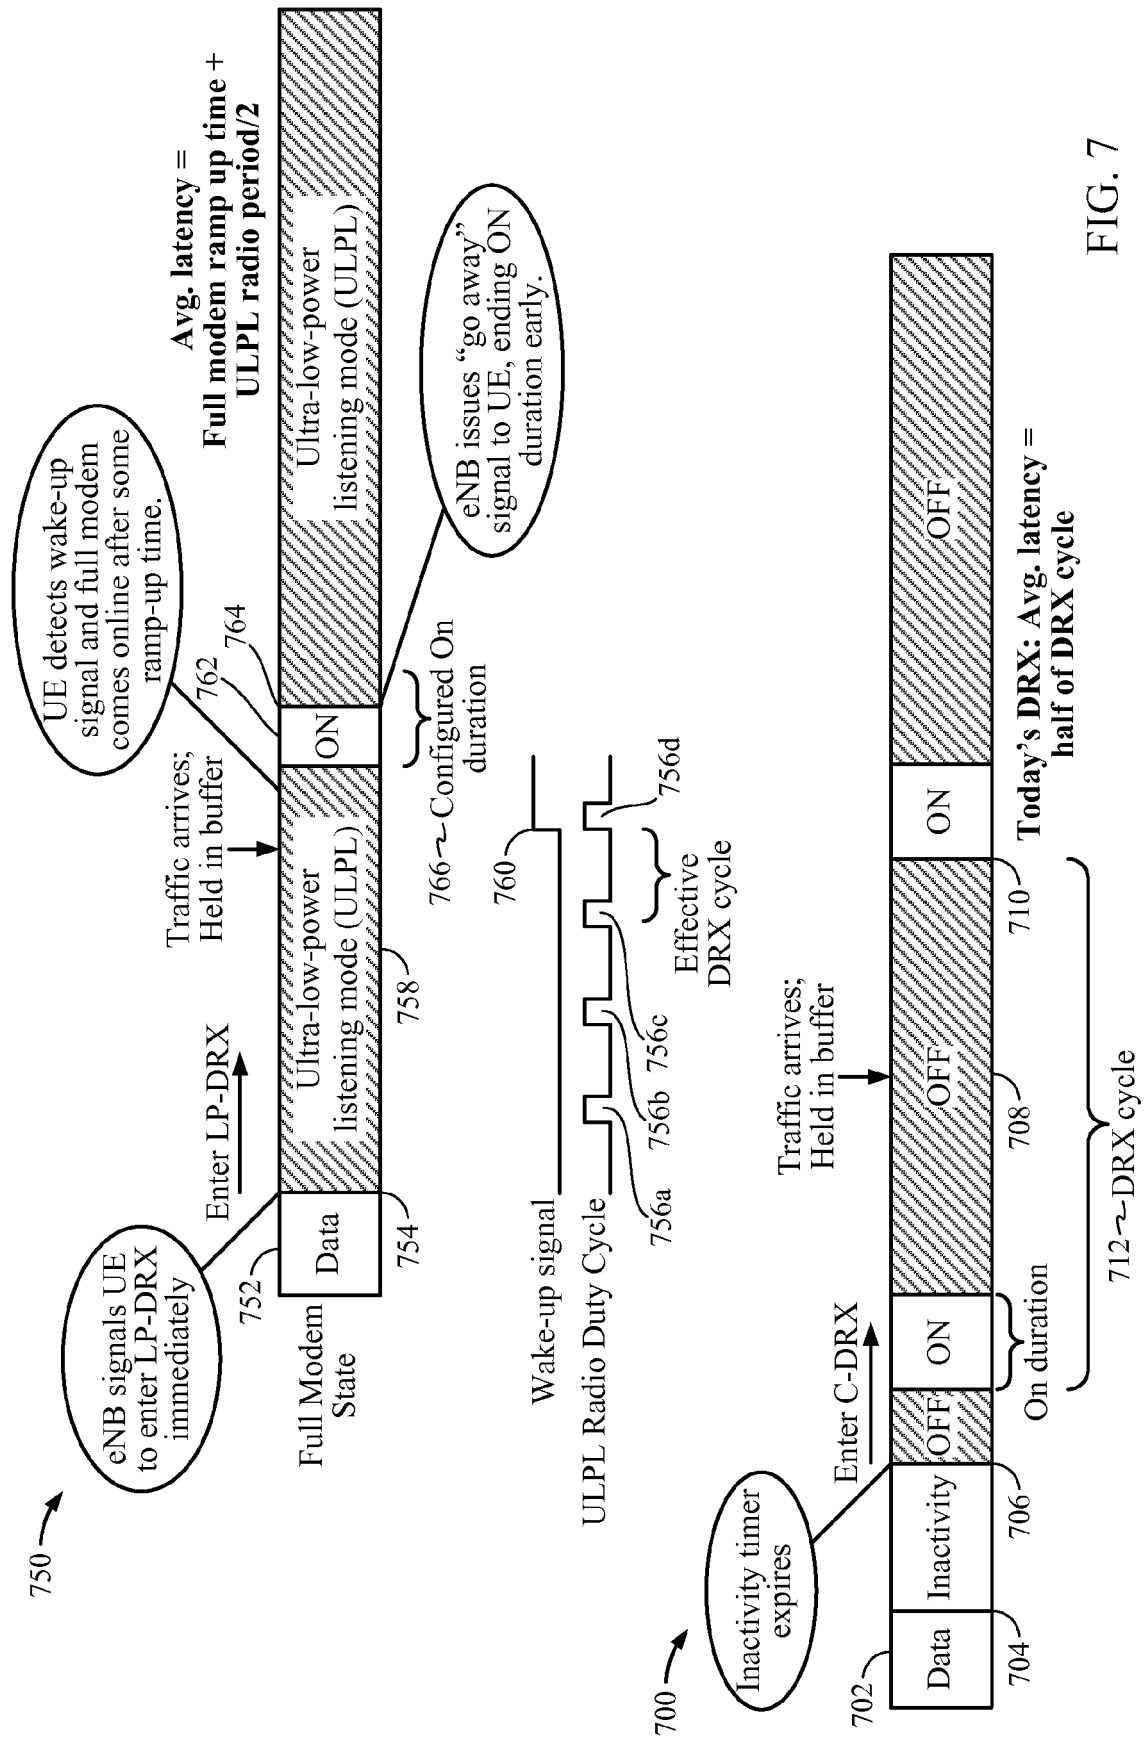 750
eNB signals UE
to enter LP-DRX
immediately
Enter LP-DRX
Traffic arrives;
Held in buffer
UE detects wake-up
signal and full modem
comes online after some
ramp-up time.
Avg. latency =
Full modem ramp up time +
ULPL radio period/2
752
762
764
Full Modem
State
Data
Ultra-low-power
listening mode (ULPL)
ON
Ultra-low-power
listening mode (ULPL)
754
758
766
Configured On
duration
eNB issues “go away”
signal to UE, ending ON
duration early.
Wake-up signal
760
ULPL Radio Duty Cycle
756a
756b
756c
756d
Effective
DRX cycle
700
Inactivity timer
expires
Enter C-DRX
Traffic arrives;
Held in buffer
702
Data
Inactivity
OFF
ON
OFF
ON
OFF
704
706
On duration
708
710
712
DRX cycle
Today’s DRX: Avg. latency =
half of DRX cycle
FIG. 7